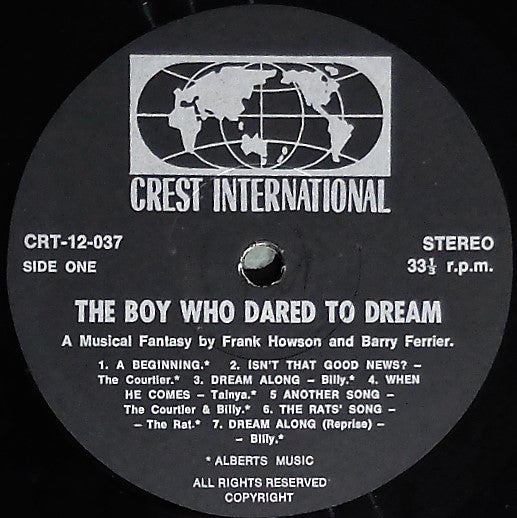 CREST INTERNATIONAL
CRT-12-037
STEREO
SIDE ONE
33⅓ r.p.m.
THE BOY WHO DARED TO DREAM
A Musical Fantasy by Frank Howson and Barry Ferrier.
1. A BEGINNING.* 2. ISN'T THAT GOOD NEWS? –
The Courtier.* 3. DREAM ALONG – Billy.* 4. WHEN
HE COMES – Tainya.* 5 ANOTHER SONG –
The Courtier & Billy.* 6. THE RATS' SONG –
– The Rat.* 7. DREAM ALONG (Reprise) –
– Billy.*
* ALBERTS MUSIC
ALL RIGHTS RESERVED
COPYRIGHT